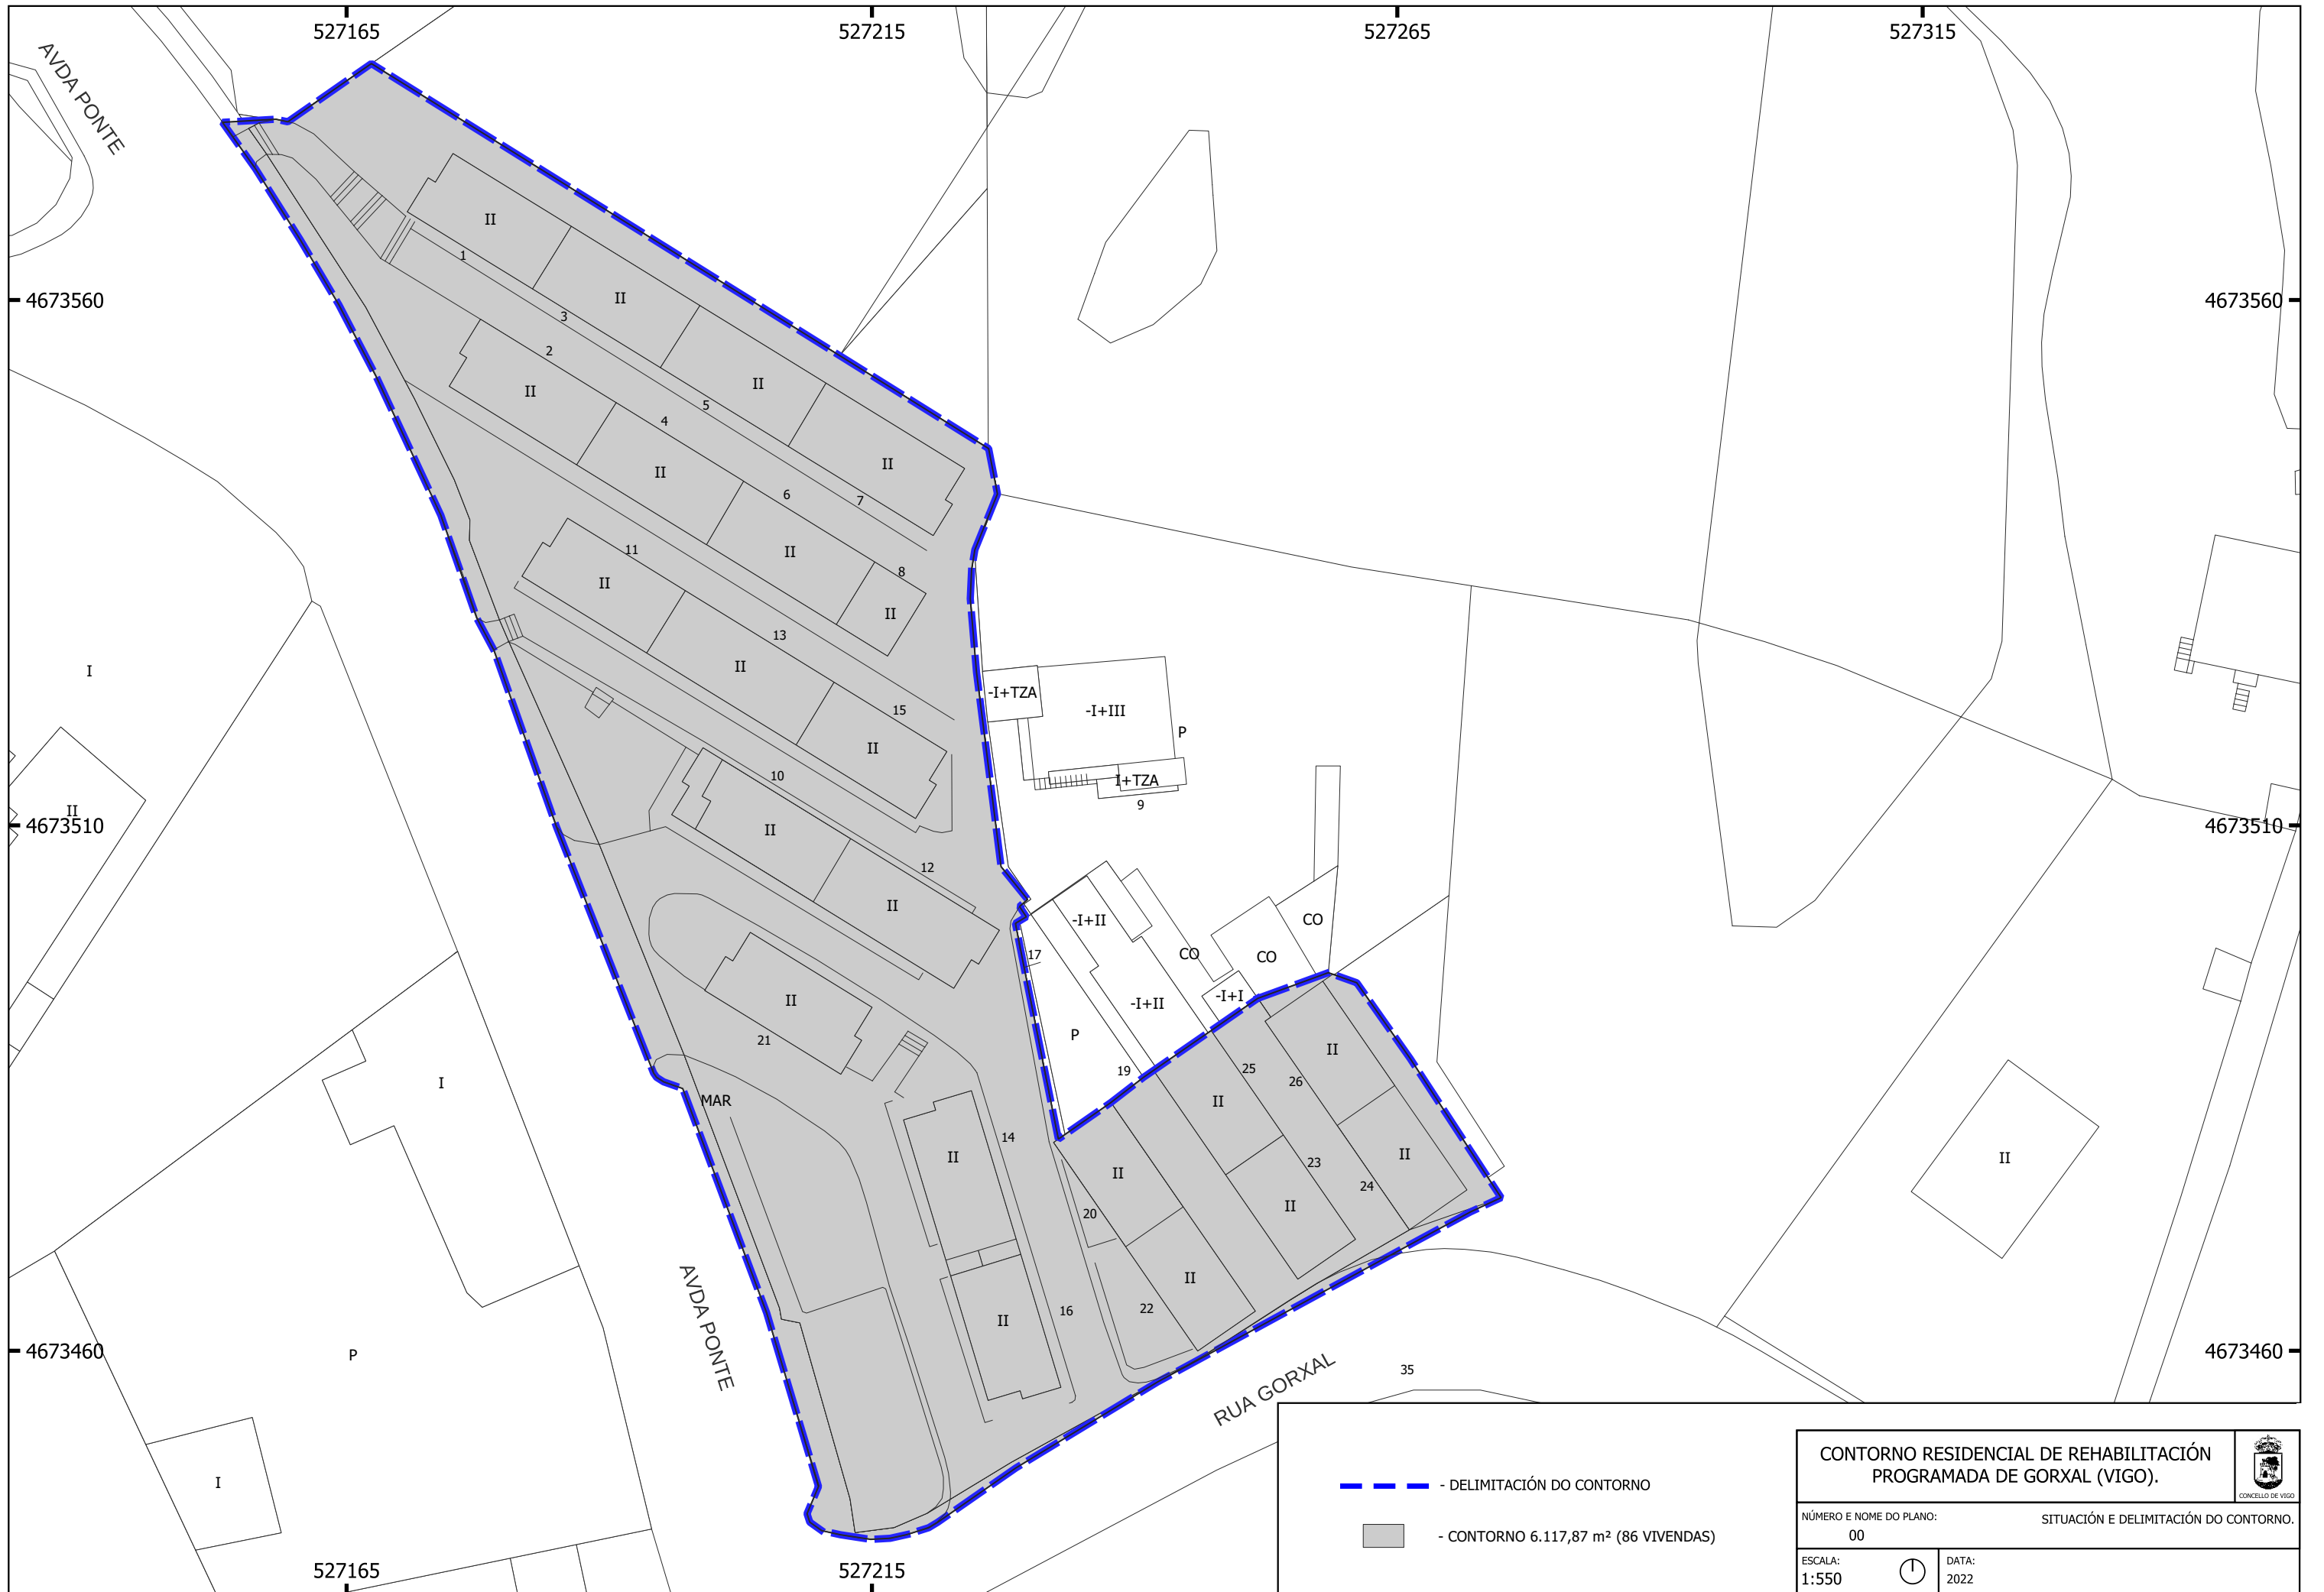 527165
527215
527265
527315
AVDA PONTE
II
1
II
4673560
4673560
3
2
II
II
5
4
II
II
6
7
11
II
8
II
II
13
I
II
-I+TZA
15
-I+III
P
II
10
I+TZA
9
II
4673510
4673510
II
12
II
-I+II
CO
17
CO
CO
II
-I+I
-I+II
21
P
II
25
19
26
I
MAR
II
14
23
II
II
II
II
24
20
II
II
22
16
II
AVDA PONTE
4673460
P
4673460
RUA GORXAL
35
I
- DELIMITACIÓN DO CONTORNO
- CONTORNO 6.117,87 m² (86 VIVENDAS)
CONTORNO RESIDENCIAL DE REHABILITACIÓN
PROGRAMADA DE GORXAL (VIGO).
CONCELLO DE VIGO
NÚMERO E NOME DO PLANO:
00
SITUACIÓN E DELIMITACIÓN DO CONTORNO.
ESCALA:
1:550
DATA:
2022
527165
527215